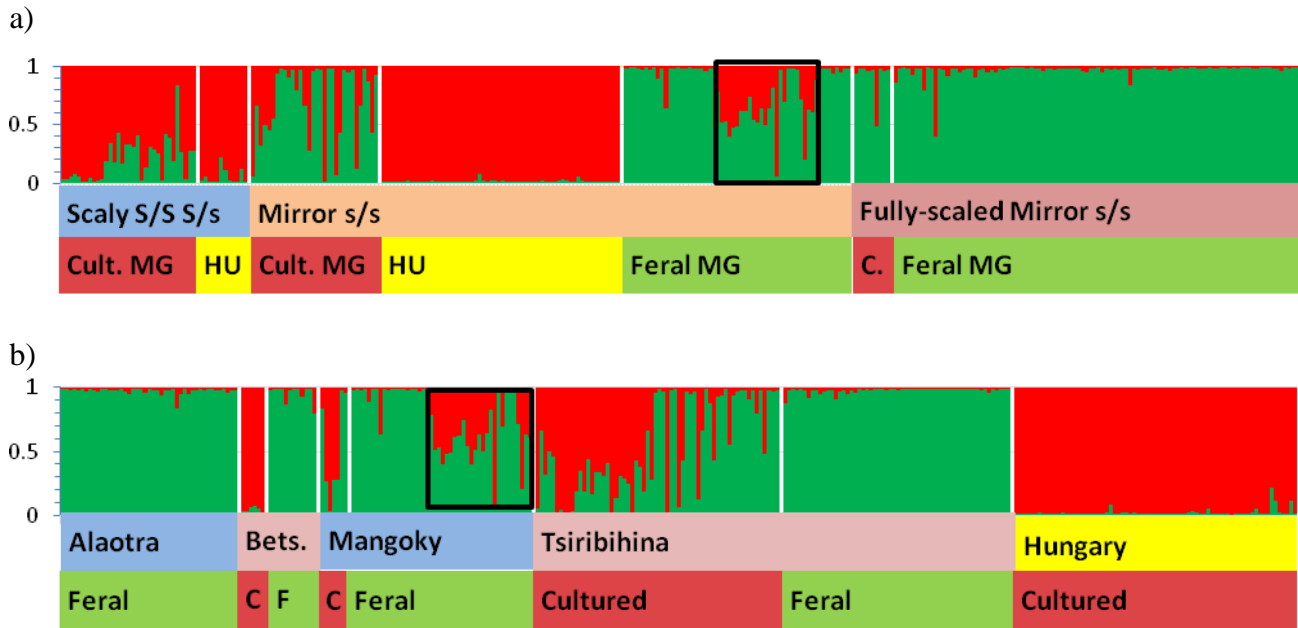 a)
1
0.5
0
Scaly S/S S/s Mirror s/s Fully-scaled Mirror s/s
Cult. MG HU Cult. MG HU Feral MG C. Feral MG
b)
1
0.5
0
Alaotra Bets. Mangoky Tsiribihina Hungary
Feral C F C Feral Cultured Feral Cultured